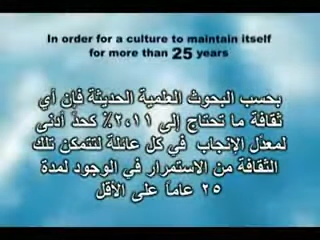 In order for a culture to maintain itself
for more than 25 years
بحسب البحوث العلمية الحديثة فإن أي
ثقافة ما تحتاج إلى ٢،١١٪ كحدّ أدنى
لمعدّل الإنجاب في كل عائلة لتتمكن تلك
الثقافة من الاستمرار في الوجود لمدة
٢٥ عاماً على الأقل